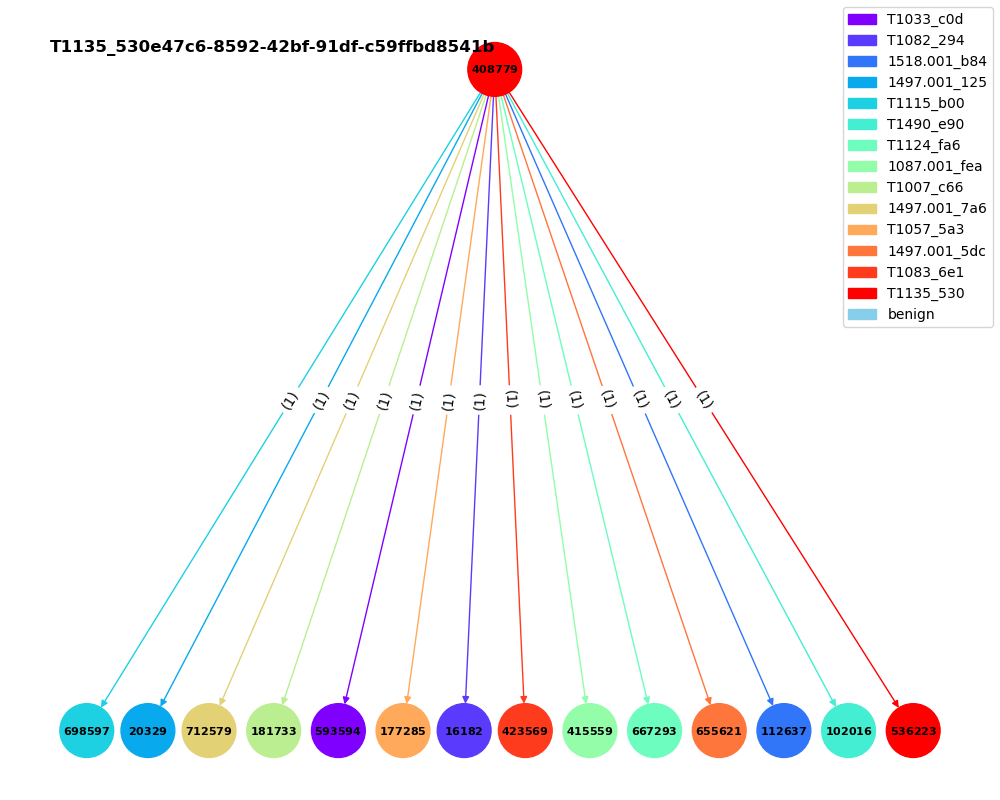 T1135_530e47c6-8592-42bf-91df-c59ffbd8541b
408779
T1033_c0d
T1082_294
1518.001_b84
1497.001_125
T1115_b00
T1490_e90
T1124_fa6
1087.001_fea
T1007_c66
1497.001_7a6
T1057_5a3
1497.001_5dc
T1083_6e1
T1135_530
benign
(1) (1) (1) (1) (1) (1) (1) (1) (1) (1) (1) (1) (1) (1)
698597 20329 712579 181733 593594 177285 16182 423569 415559 667293 655621 112637 102016 536223